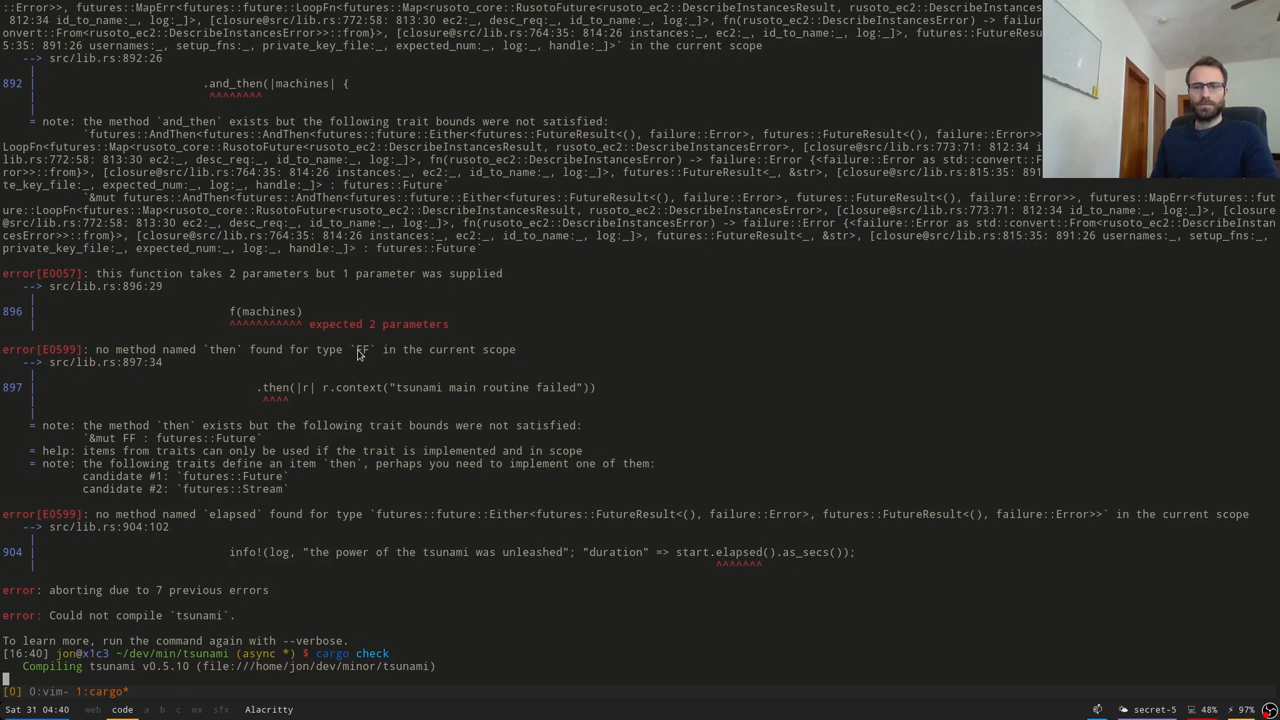 ::Error>>, futures::MapErr<futures::future::LoopFn<futures::Map<rusoto_core::RusotoFuture<rusoto_ec2::DescribeInstancesResult,
812:34 id_to_name:_, log:_]>, [closure@src/lib.rs:772:58: 813:30 ec2:_, desc_req:_, id_to_name:_, log:_]>, fn(rusoto_ec2::DescribeInstancesError) -> failure
onvert::From<rusoto_ec2::DescribeInstancesError>>::from}>, [closure@src/lib.rs:764:35: 814:26 instances:_, ec2:_, id_to_name:_, log:_]>, futures::FutureResu
5:35: 891:26 usernames:_, setup_fns:_, private_key_file:_, expected_num:_, log:_, handle:_]>` in the current scope
--> src/lib.rs:892:26
|
892 | .and_then(|machines| {
| ^^^^^^^^
|
= note: the method `and_then` exists but the following trait bounds were not satisfied:
`futures::AndThen<futures::AndThen<futures::future::Either<futures::FutureResult<(), failure::Error>, futures::FutureResult<(), failure::Error>>
LoopFn<futures::Map<rusoto_core::RusotoFuture<rusoto_ec2::DescribeInstancesResult, rusoto_ec2::DescribeInstancesError>, [closure@src/lib.rs:773:71: 812:34 i
lib.rs:772:58: 813:30 ec2:_, desc_req:_, id_to_name:_, log:_]>, fn(rusoto_ec2::DescribeInstancesError) -> failure::Error {<failure::Error as std::convert::F
rror>>::from}>, [closure@src/lib.rs:764:35: 814:26 instances:_, ec2:_, id_to_name:_, log:_]>, futures::FutureResult<_, &str>, [closure@src/lib.rs:815:35: 891
te_key_file:_, expected_num:_, log:_, handle:_]> : futures::Future`
`&mut futures::AndThen<futures::AndThen<futures::future::Either<futures::FutureResult<(), failure::Error>, futures::FutureResult<(), failure::Error>>, futures::MapErr<futures::fut
ure::LoopFn<futures::Map<rusoto_core::RusotoFuture<rusoto_ec2::DescribeInstancesResult, rusoto_ec2::DescribeInstancesError>, [closure@src/lib.rs:773:71: 812:34 id_to_name:_, log:_]>, [closure@src/
lib.rs:772:58: 813:30 ec2:_, desc_req:_, id_to_name:_, log:_]>, fn(rusoto_ec2::DescribeInstancesError) -> failure::Error {<failure::Error as std::convert::From<rusoto_ec2::DescribeInstan
cesError>>::from}>, [closure@src/lib.rs:764:35: 814:26 instances:_, ec2:_, id_to_name:_, log:_]>, futures::FutureResult<_, &str>, [closure@src/lib.rs:815:35: 891:26 usernames:_, setup_fns:_,
private_key_file:_, expected_num:_, log:_, handle:_]> : futures::Future`
error[E0057]: this function takes 2 parameters but 1 parameter was supplied
--> src/lib.rs:896:29
|
896 | f(machines)
| ^^^^^^^^^^^ expected 2 parameters
error[E0599]: no method named `then` found for type `FF` in the current scope
--> src/lib.rs:897:34
|
897 | .then(|r| r.context("tsunami main routine failed"))
| ^^^^
|
= note: the method `then` exists but the following trait bounds were not satisfied:
`&mut FF : futures::Future`
= help: items from traits can only be used if the trait is implemented and in scope
= note: the following traits define an item `then`, perhaps you need to implement one of them:
candidate #1: `futures::Future`
candidate #2: `futures::Stream`
error[E0599]: no method named `elapsed` found for type `futures::future::Either<futures::FutureResult<(), failure::Error>, futures::FutureResult<(), failure::Error>>` in the current scope
--> src/lib.rs:904:102
|
904 | info!(log, "the power of the tsunami was unleashed"; "duration" => start.elapsed().as_secs());
| ^^^^^^^
error: aborting due to 7 previous errors
error: Could not compile `tsunami`.
To learn more, run the command again with --verbose.
[16:40] jon@x1c3 ~/dev/min/tsunami (async *) $ cargo check
Compiling tsunami v0.5.10 (file:///home/jon/dev/minor/tsunami)
[0] 0:vim- 1:cargo*
Sat 31 04:40 web code a b c mx sfx Alacritty secret-5 48% 97%